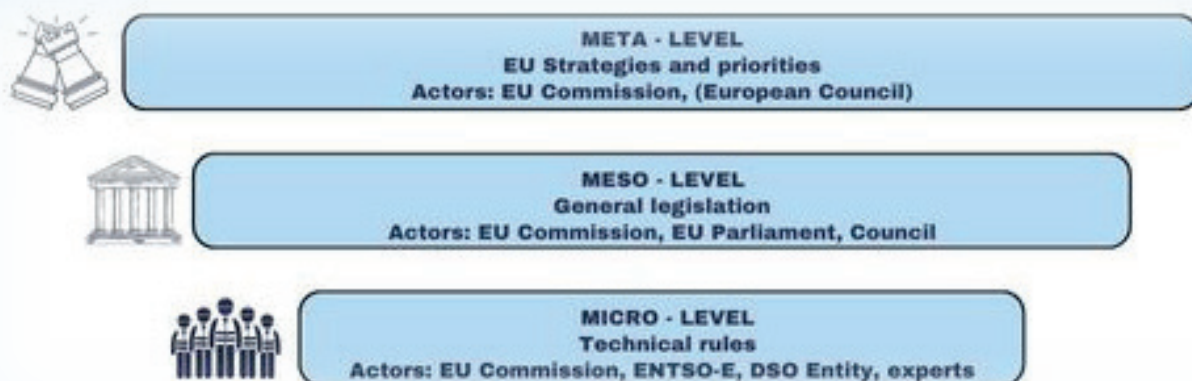 META - LEVEL
EU Strategies and priorities
Actors: EU Commission, (European Council)
MESO - LEVEL
General legislation
Actors: EU Commission, EU Parliament, Council
MICRO - LEVEL
Technical rules
Actors: EU Commission, ENTSO-E, DSO Entity, experts